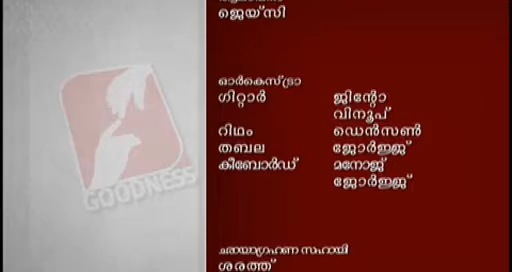 ജെയ്സി
ഓർകെസ്ട്രാ
ഗിറ്റാർ ജിന്റോ
വിനൂപ്
റിഥം ഡെൻസൺ
തബല ജോർജ്ജ്
കീബോർഡ് മനോജ്
ജോർജ്ജ്
ഛായാഗ്രഹണ സഹായി
ശരത്ത്
GOODNESS